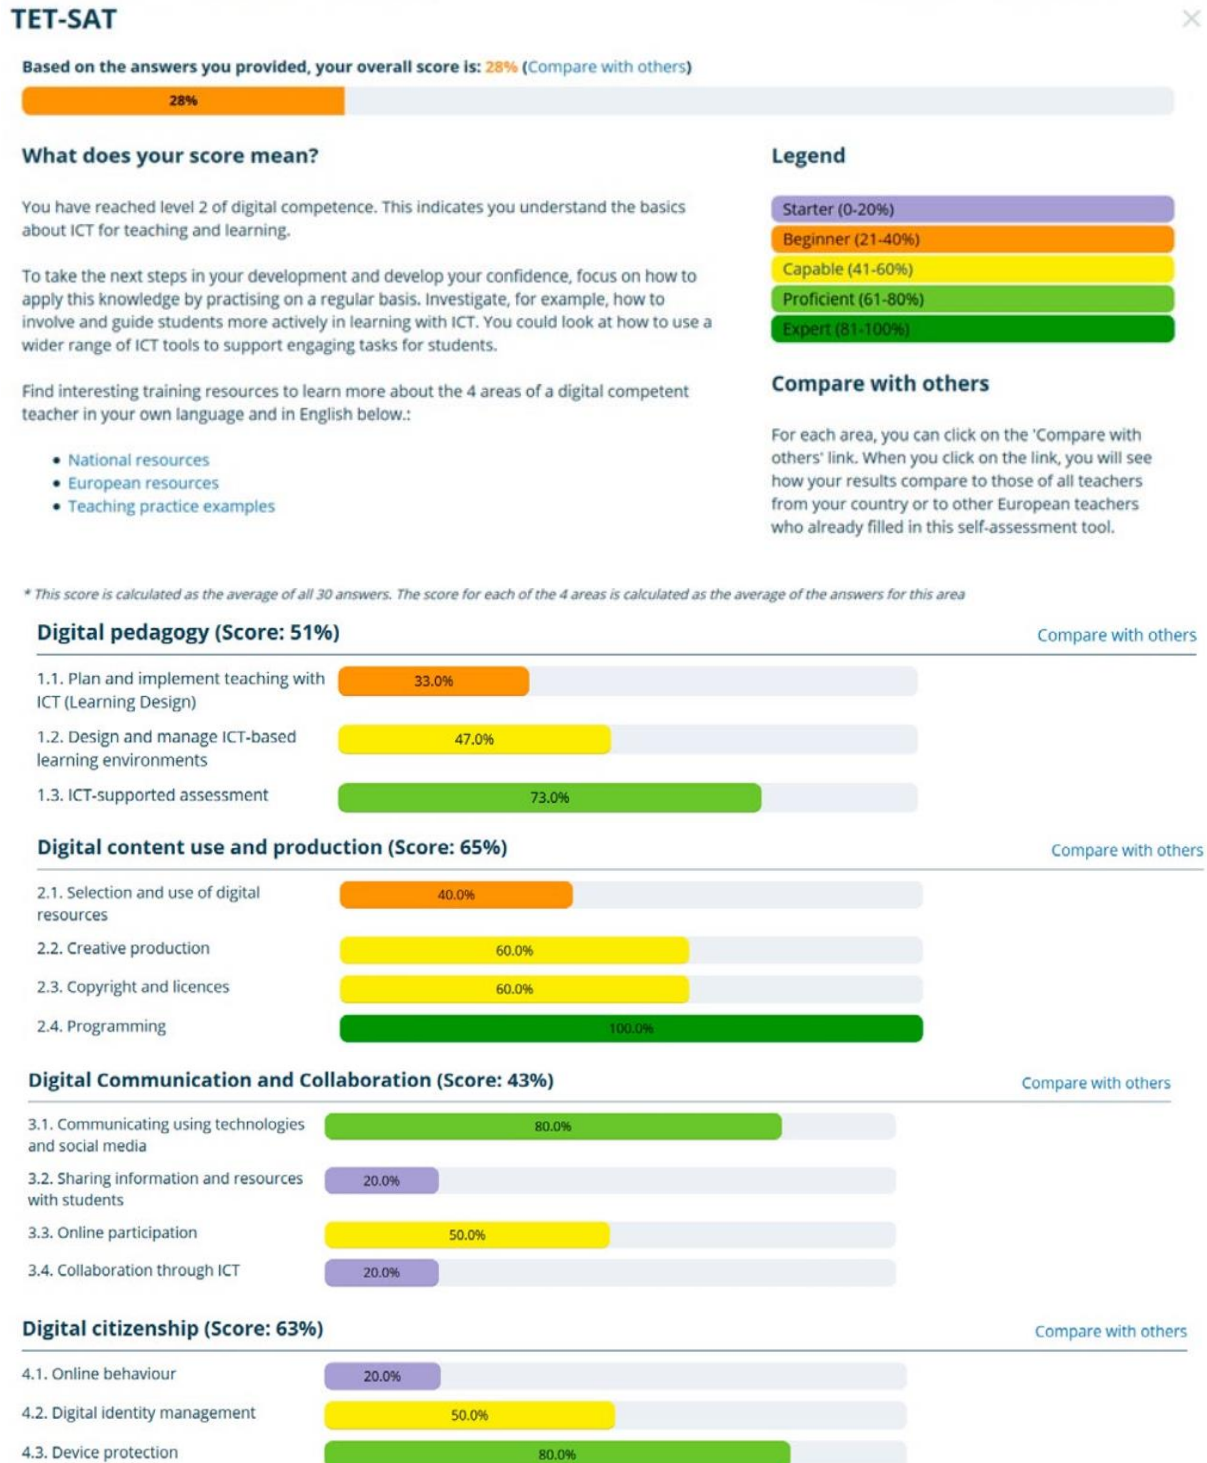 TET-SAT
Based on the answers you provided, your overall score is: 28% (Compare with others)
28%
What does your score mean?
You have reached level 2 of digital competence. This indicates you understand the basics
about ICT for teaching and learning.
To take the next steps in your development and develop your confidence, focus on how to
apply this knowledge by practising on a regular basis. Investigate, for example, how to
involve and guide students more actively in learning with ICT. You could look at how to use a
wider range of ICT tools to support engaging tasks for students.
Find interesting training resources to learn more about the 4 areas of a digital competent
teacher in your own language and in English below.:
• National resources
• European resources
• Teaching practice examples
Legend
Starter (0-20%)
Beginner (21-40%)
Capable (41-60%)
Proficient (61-80%)
Expert (81-100%)
Compare with others
For each area, you can click on the 'Compare with
others' link. When you click on the link, you will see
how your results compare to those of all teachers
from your country or to other European teachers
who already filled in this self-assessment tool.
* This score is calculated as the average of all 30 answers. The score for each of the 4 areas is calculated as the average of the answers for this area
Digital pedagogy (Score: 51%)
Compare with others
1.1. Plan and implement teaching with
ICT (Learning Design)
33.0%
1.2. Design and manage ICT-based
learning environments
47.0%
1.3. ICT-supported assessment
73.0%
Digital content use and production (Score: 65%)
Compare with others
2.1. Selection and use of digital
resources
40.0%
2.2. Creative production
60.0%
2.3. Copyright and licences
60.0%
2.4. Programming
100.0%
Digital Communication and Collaboration (Score: 43%)
Compare with others
3.1. Communicating using technologies
and social media
80.0%
3.2. Sharing information and resources
with students
20.0%
3.3. Online participation
50.0%
3.4. Collaboration through ICT
20.0%
Digital citizenship (Score: 63%)
Compare with others
4.1. Online behaviour
20.0%
4.2. Digital identity management
50.0%
4.3. Device protection
80.0%